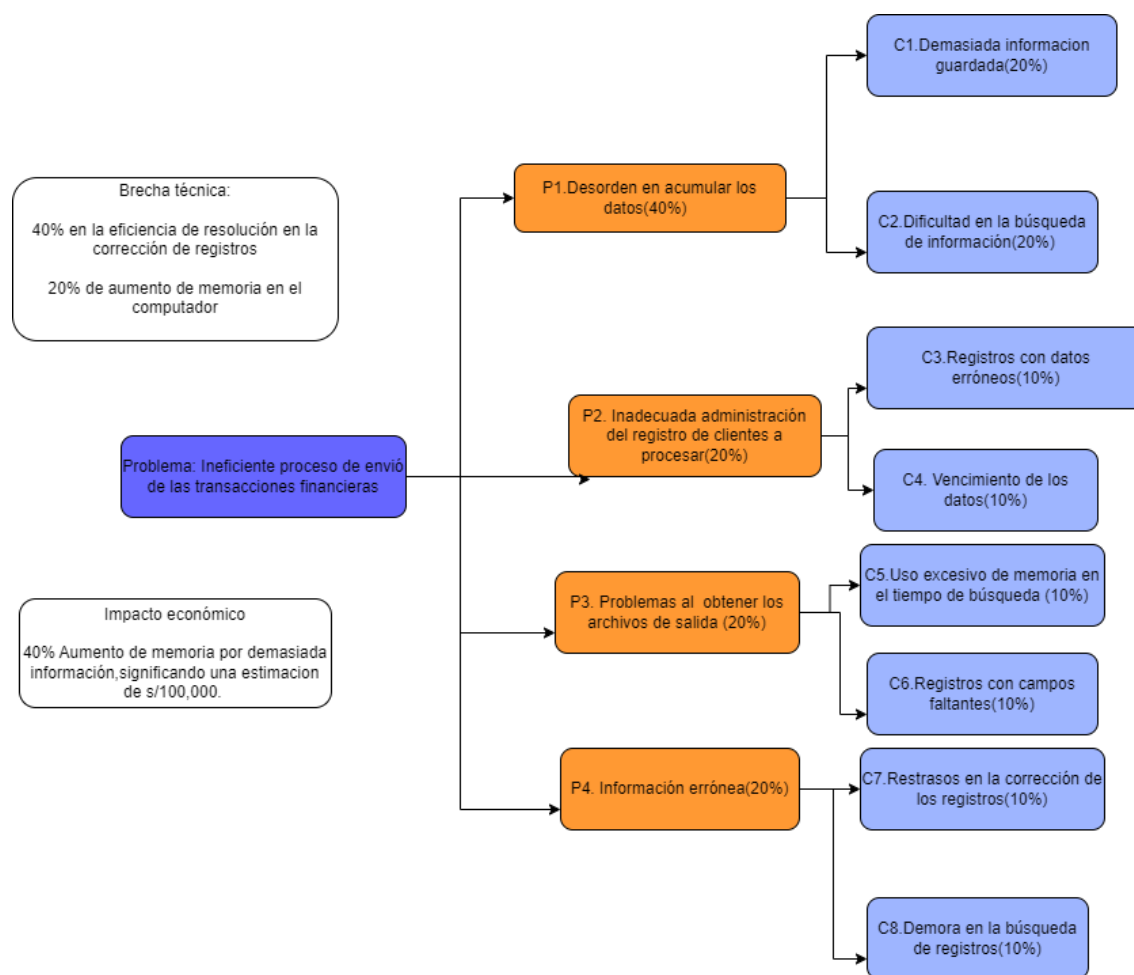 C1.Demasiada informacion
guardada(20%)
P1.Desorden en acumular los
datos(40%)
C2.Dificultad en la búsqueda
de información(20%)
Brecha técnica:
40% en la eficiencia de resolución en la
corrección de registros
20% de aumento de memoria en el
computador
C3.Registros con datos
erróneos(10%)
P2. Inadecuada administración
del registro de clientes a
procesar(20%)
C4. Vencimiento de los
datos(10%)
Problema: Ineficiente proceso de envió
de las transacciones financieras
C5.Uso excesivo de memoria en
el tiempo de búsqueda (10%)
P3. Problemas al obtener los
archivos de salida (20%)
C6.Registros con campos
faltantes(10%)
Impacto económico
40% Aumento de memoria por demasiada
información,significando una estimacion
de s/100,000.
C7.Restrasos en la corrección de
los registros(10%)
P4. Información errónea(20%)
C8.Demora en la búsqueda
de registros(10%)